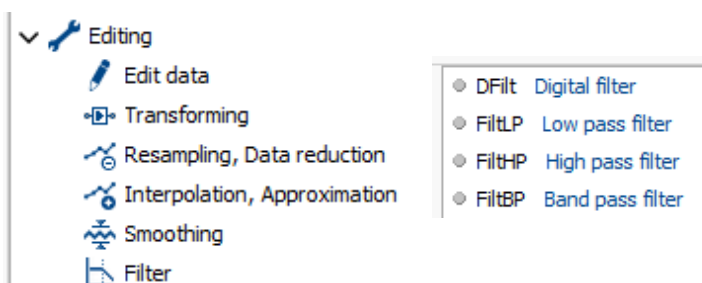 Editing
Edit data
Transforming
Resampling, Data reduction
Interpolation, Approximation
Smoothing
Filter
DFilt Digital filter
FiltLP Low pass filter
FiltHP High pass filter
FiltBP Band pass filter